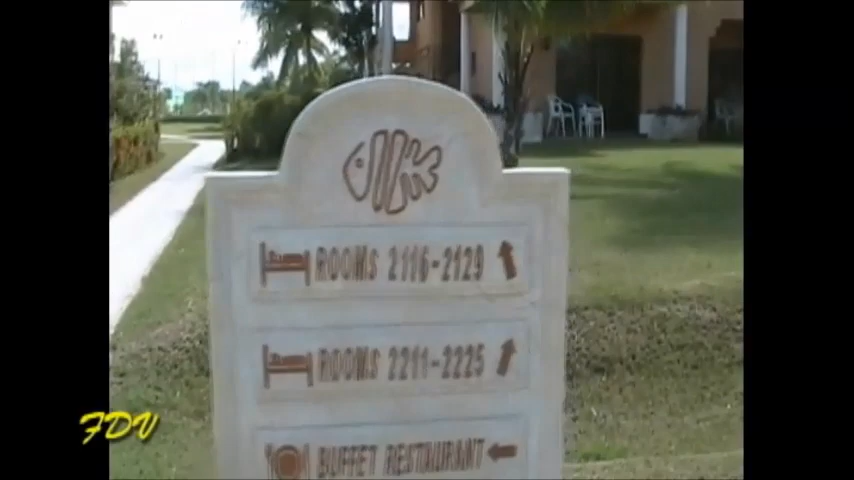 ROOMS 2116-2129
ROOMS 2211-2225
BUFFET RESTAURANT
FDV